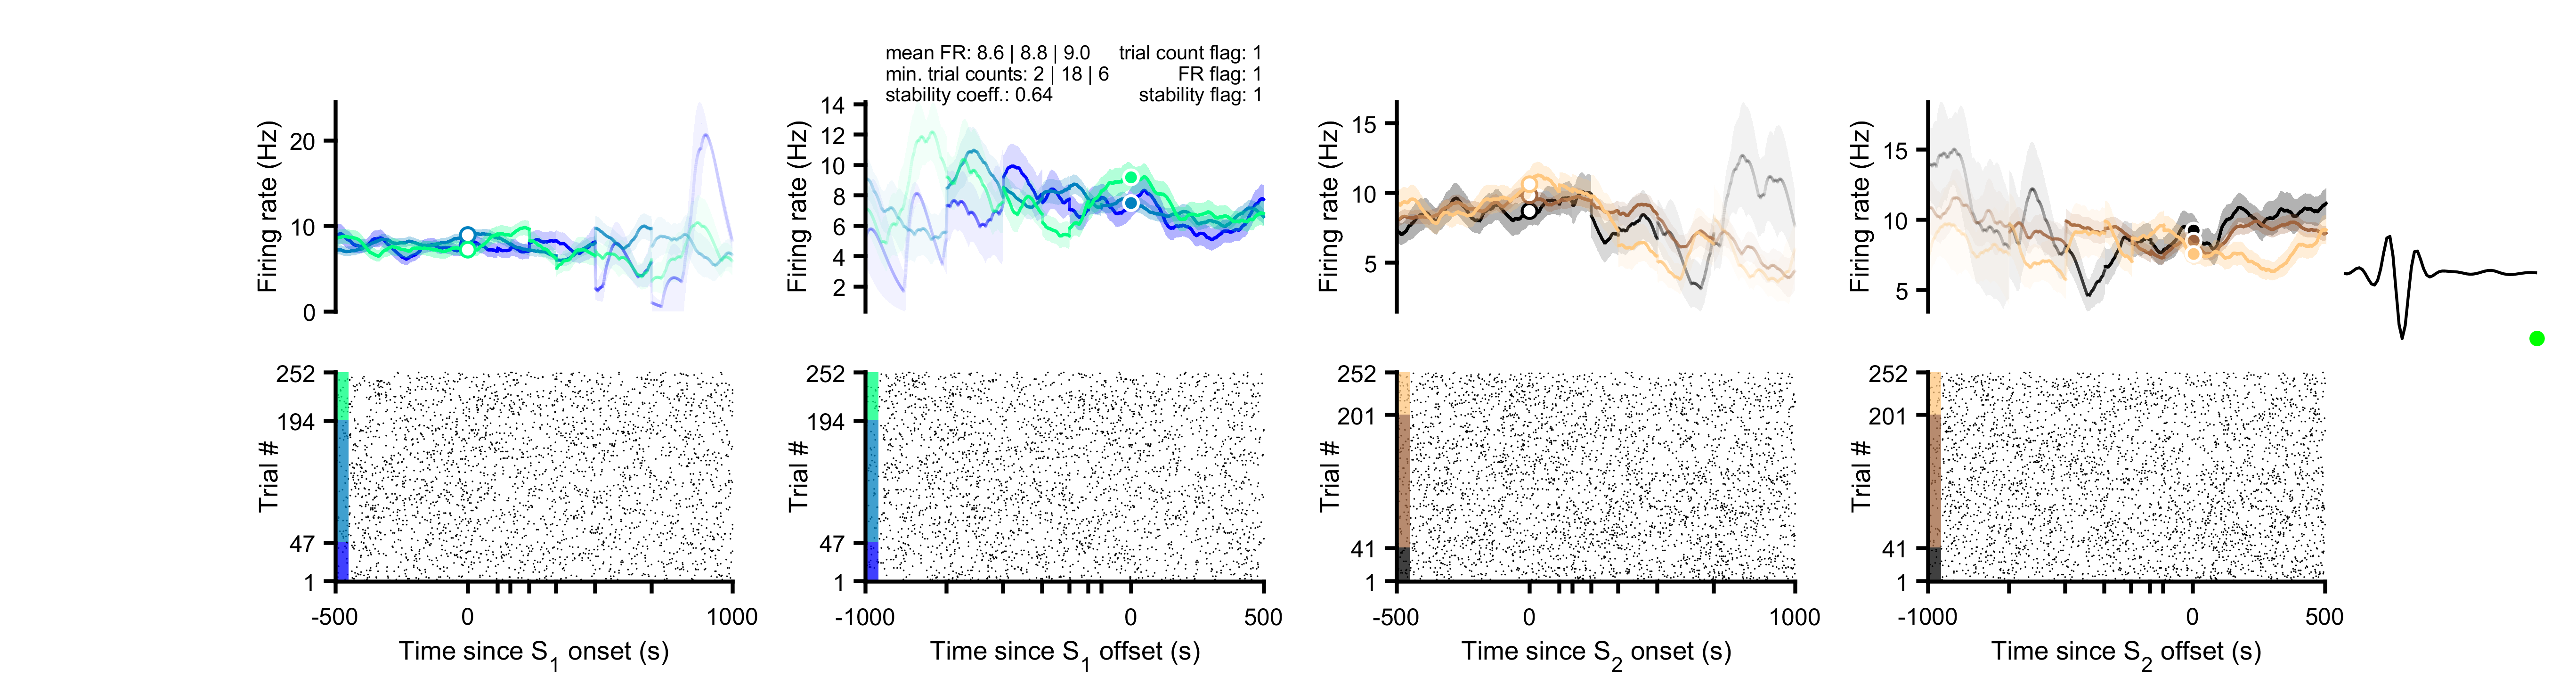 mean FR: 8.6 | 8.8 | 9.0 trial count flag: 1
min. trial counts: 2 | 18 | 6 FR flag: 1
stability coeff.: 0.64 stability flag: 1
Firing rate (Hz)
20
10
0
Firing rate (Hz)
14
12
10
8
6
4
2
Firing rate (Hz)
15
10
5
Firing rate (Hz)
15
10
5
Trial #
252
194
47
1
-500 0 1000
Time since S1 onset (s)
Trial #
252
194
47
1
-1000 0 500
Time since S1 offset (s)
Trial #
252
201
41
1
-500 0 1000
Time since S2 onset (s)
Trial #
252
201
41
1
-1000 0 500
Time since S2 offset (s)